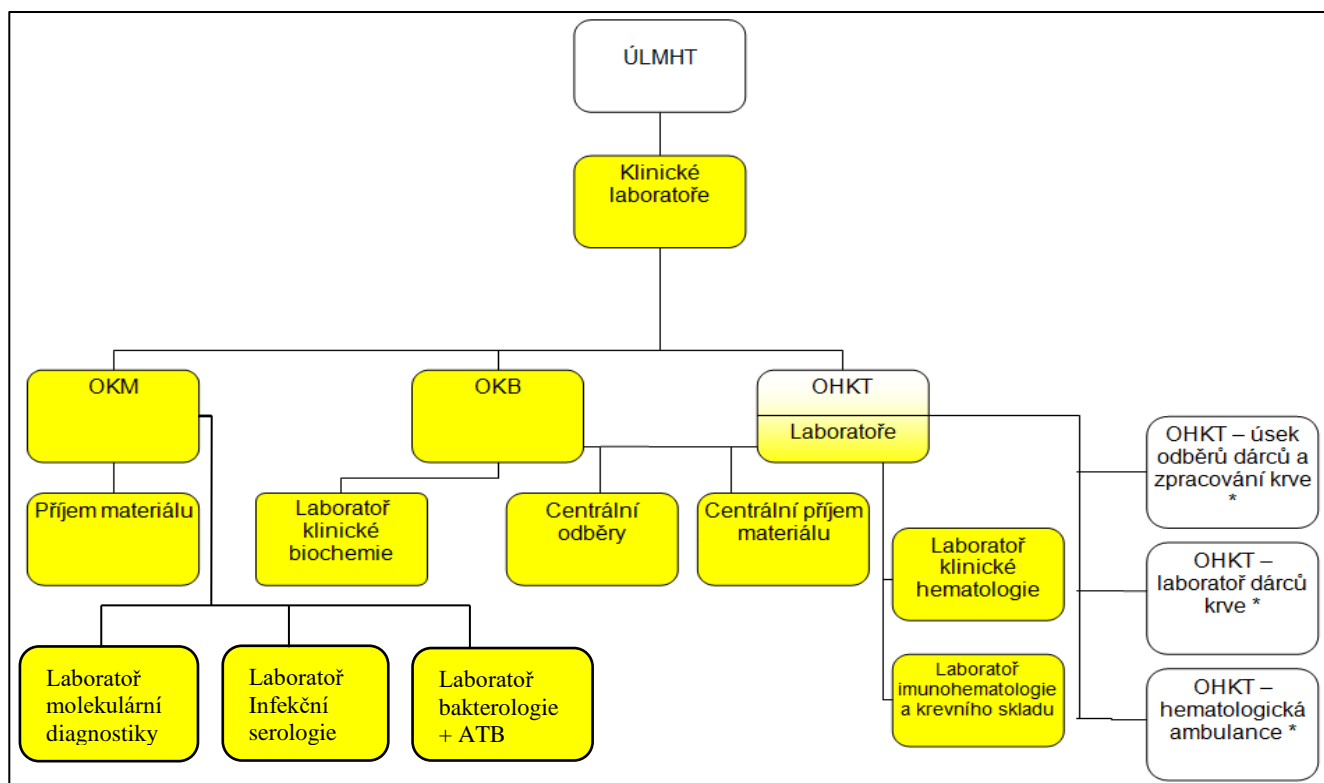 ÚLMHT
Klinické
laboratoře
OKM
OKB
OHKT
Laboratoře
Příjem materiálu
Laboratoř
klinické
biochemie
Centrální
odběry
Centrální příjem
materiálu
Laboratoř
klinické
hematologie
Laboratoř
imunohematologie
a krevního skladu
OHKT – úsek
odběrů dárců a
zpracování krve
*
OHKT –
laboratoř dárců
krve *
OHKT –
hematologická
ambulance *
Laboratoř
molekulární
diagnostiky
Laboratoř
Infekční
serologie
Laboratoř
bakterologie
+ ATB